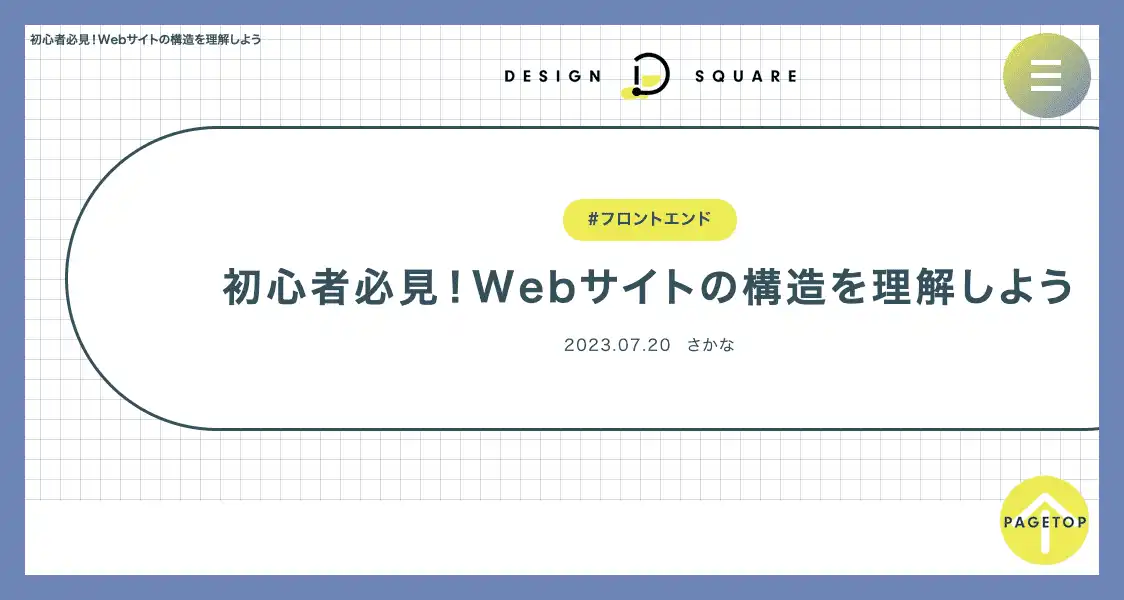 初心者必見!Webサイトの構造を理解しよう
DESIGN SQUARE
#フロントエンド
初心者必見!Webサイトの構造を理解しよう
2023.07.20 さかな
PAGETOP